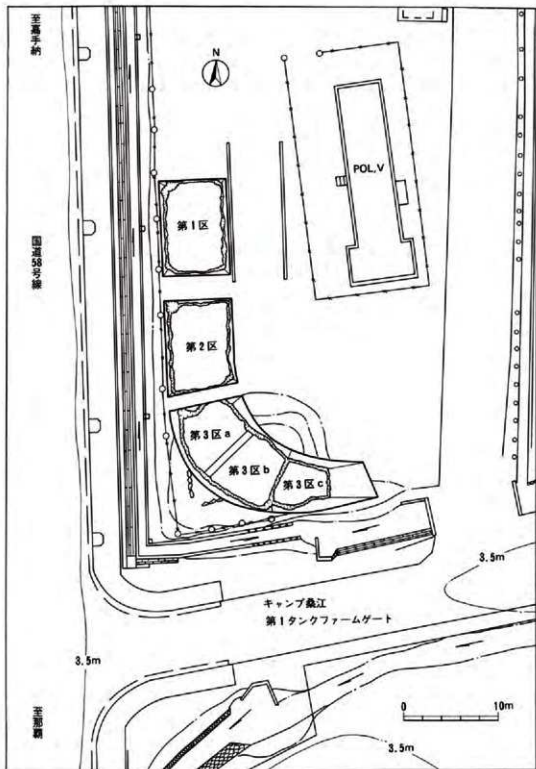 至嘉手納
N
POL,V
第1区
国道58号線
第2区
第3区a
第3区b
第3区c
3.5m
キャンプ桑江
第1タンクファームゲート
3.5m
至那覇
0
10m
3.5m